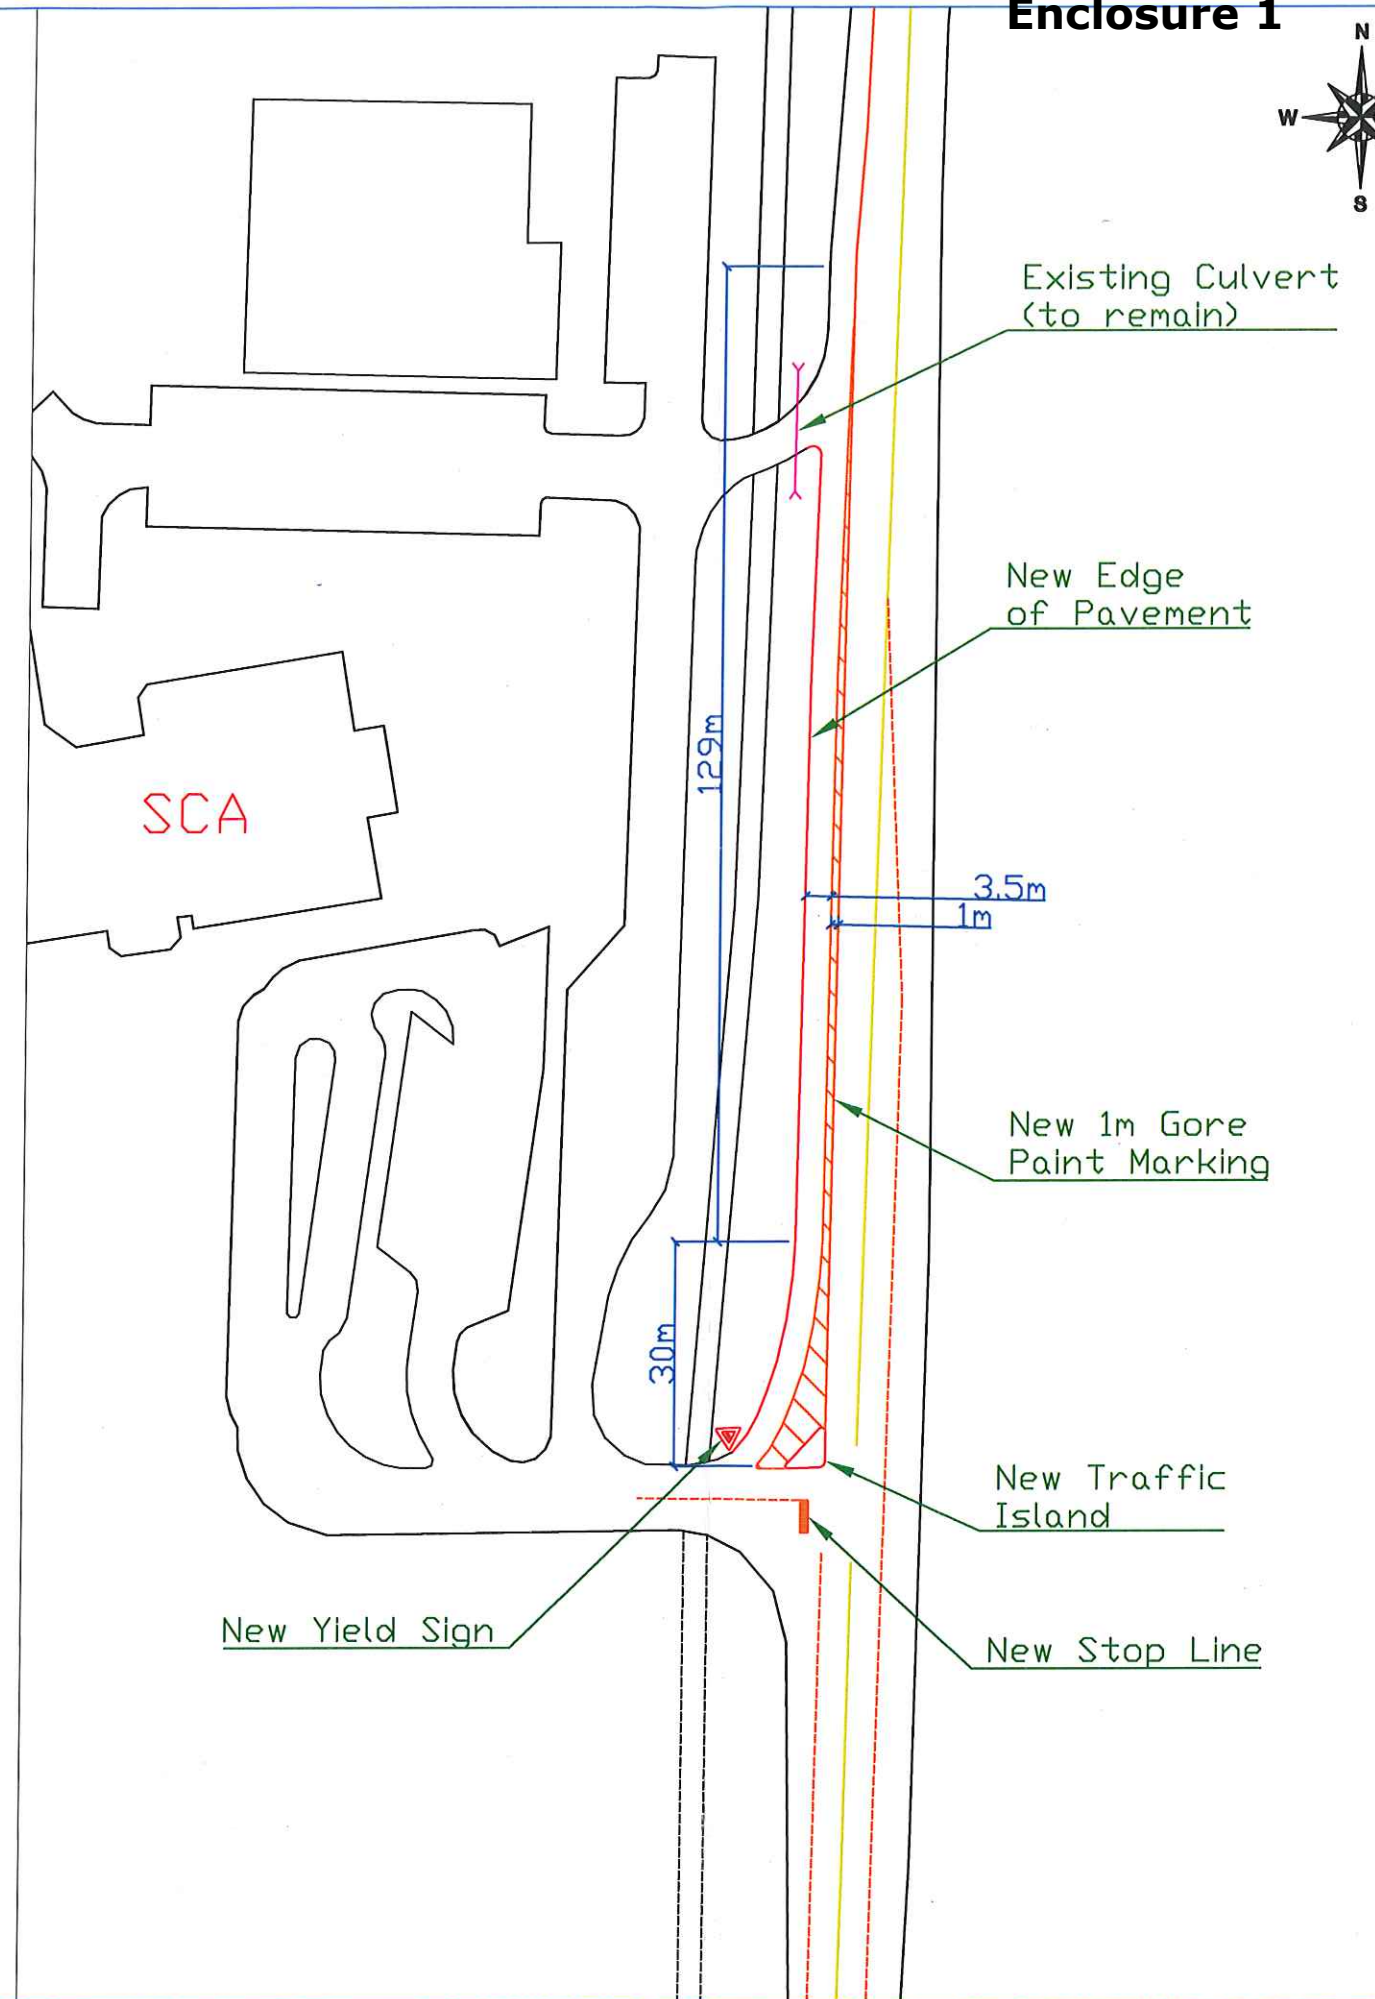 Enclosure 1
N
W
S
Existing Culvert
(to remain)
New Edge
of Pavement
129m
SCA
3.5m
1m
New 1m Gore
Paint Marking
30m
New Traffic
Island
New Yield Sign
New Stop Line